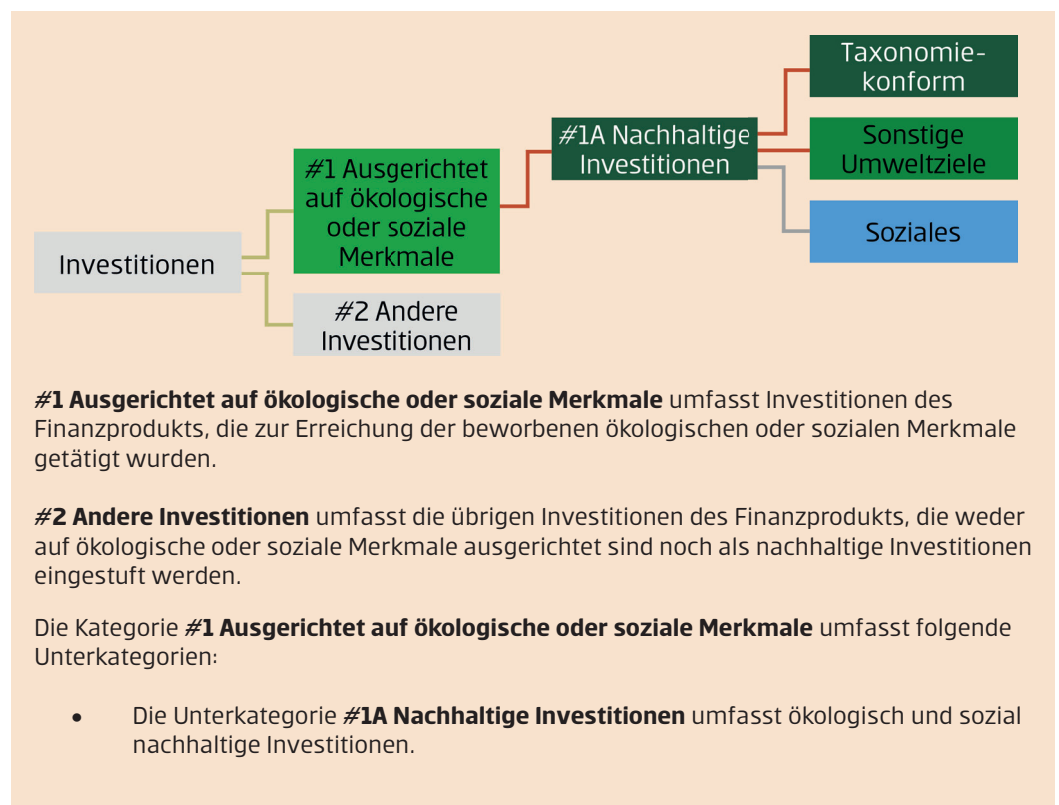 Taxonomie-
konform
#1A Nachhaltige
Investitionen
Sonstige
Umweltziele
#1 Ausgerichtet
auf ökologische
oder soziale
Merkmale
Soziales
Investitionen
#2 Andere
Investitionen
#1 Ausgerichtet auf ökologische oder soziale Merkmale umfasst Investitionen des
Finanzprodukts, die zur Erreichung der beworbenen ökologischen oder sozialen Merkmale
getätigt wurden.
#2 Andere Investitionen umfasst die übrigen Investitionen des Finanzprodukts, die weder
auf ökologische oder soziale Merkmale ausgerichtet sind noch als nachhaltige Investitionen
eingestuft werden.
Die Kategorie #1 Ausgerichtet auf ökologische oder soziale Merkmale umfasst folgende
Unterkategorien:
• Die Unterkategorie #1A Nachhaltige Investitionen umfasst ökologisch und sozial
nachhaltige Investitionen.